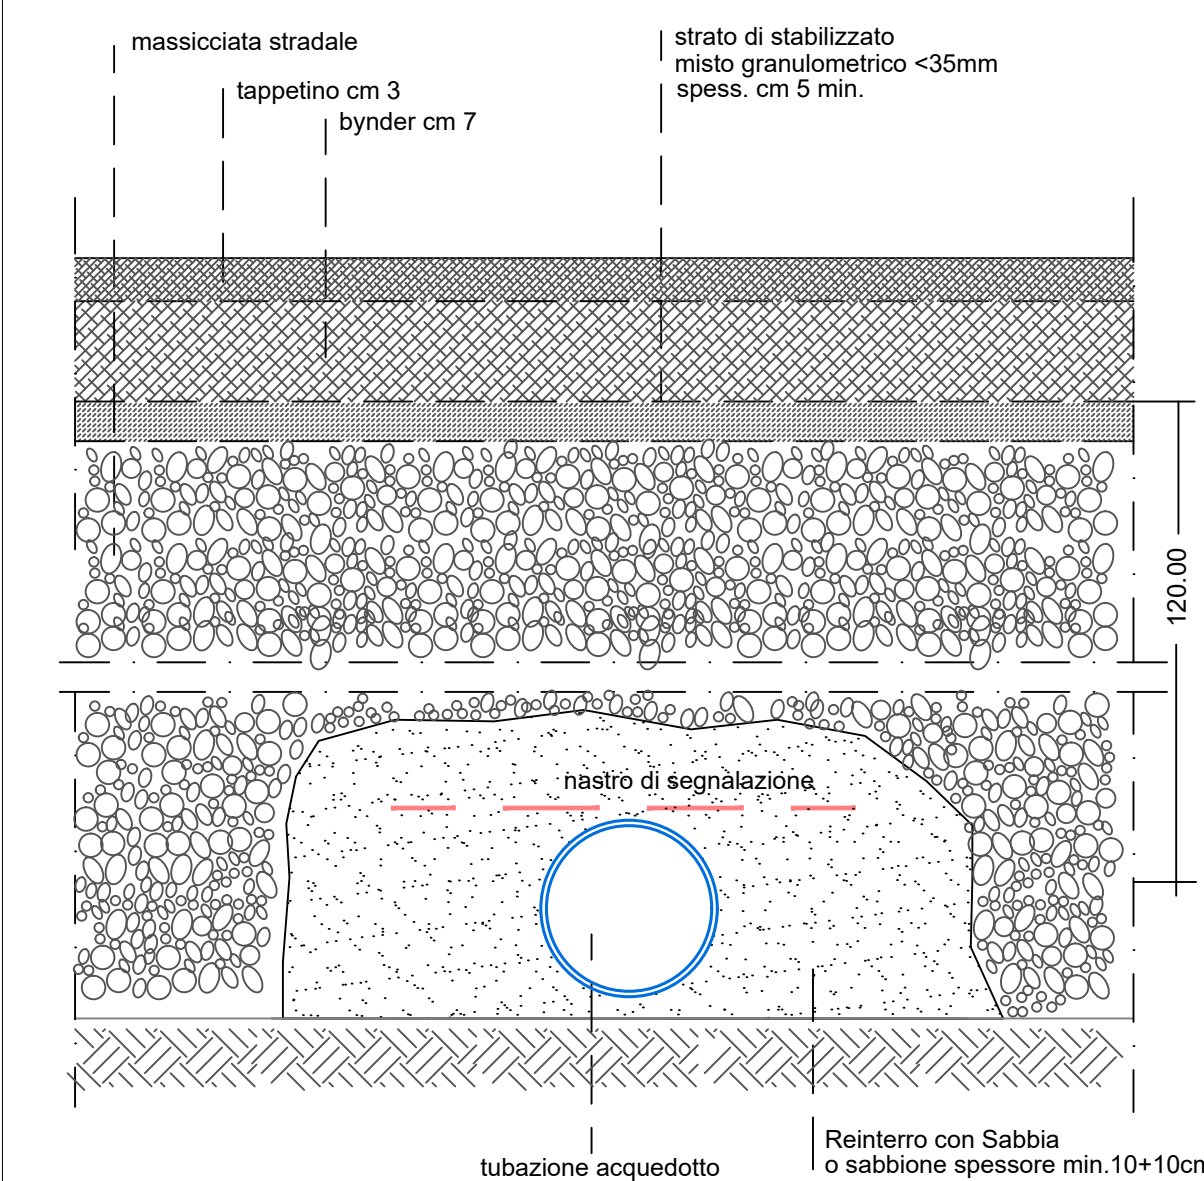 massicciata stradale
tappetino cm 3
bynder cm 7
strato di stabilizzato
misto granulometrico <35mm
spess. cm 5 min.
120.00
nastro di segnalazione
tubazione acquedotto
Reinterro con Sabbia
o sabbione spessore min.10+10cm